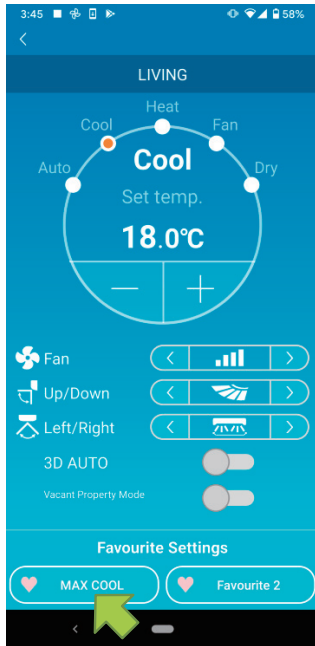 3:45
58%
LIVING
Heat
Cool
Fan
Auto
Cool
Dry
Set temp.
18.0°C
Fan
Up/Down
Left/Right
3D AUTO
Vacant Property Mode
Favourite Settings
MAX COOL
Favourite 2